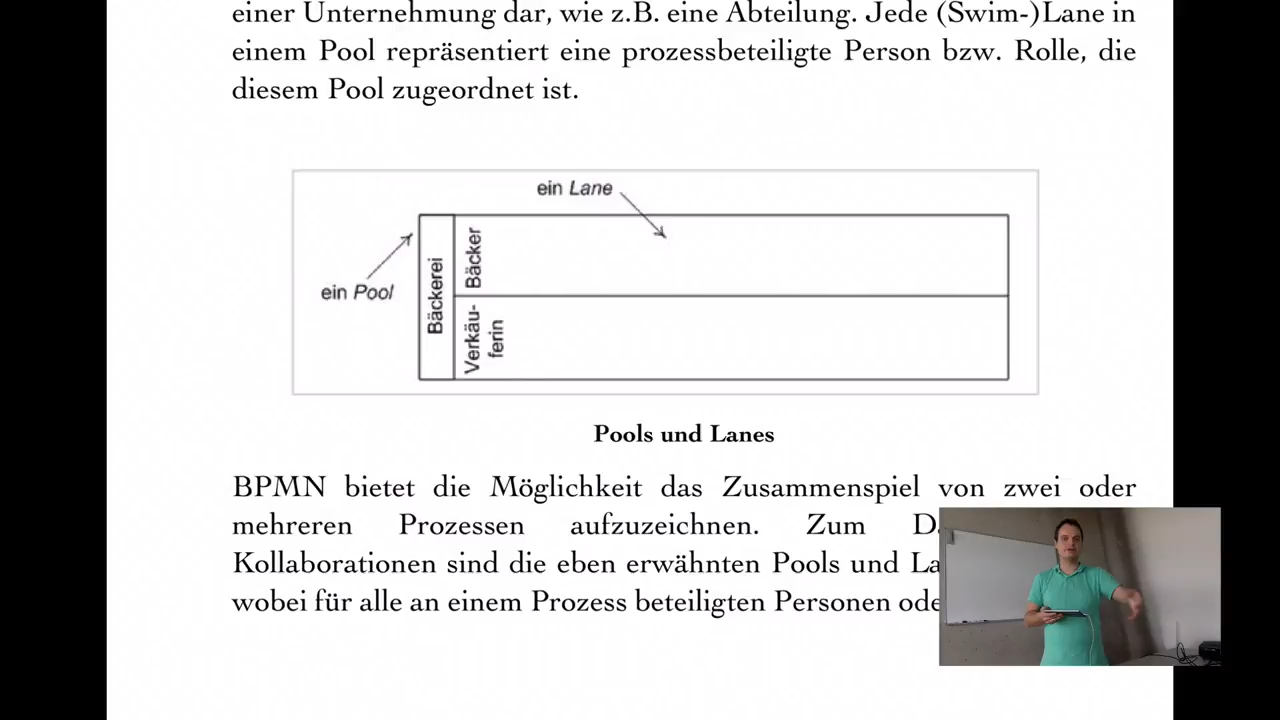 einer Unternehmung dar, wie z.B. eine Abteilung. Jede (Swim-)Lane in
einem Pool repräsentiert eine prozessbeteiligte Person bzw. Rolle, die
diesem Pool zugeordnet ist.
ein Lane
ein Pool
Bäckerei
Bäcker
Verkäu-
ferin
Pools und Lanes
BPMN bietet die Möglichkeit das Zusammenspiel von zwei oder
mehreren Prozessen aufzuzeichnen. Zum
Kollaborationen sind die eben erwähnten Pools und
wobei für alle an einem Prozess beteiligten Personen